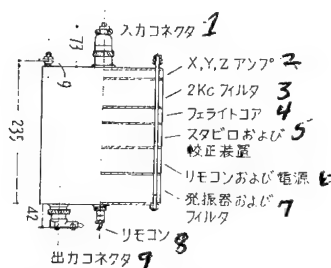 入力コネクタ 1
73
X,Y,Z アンプ 2
9
2Kc フィルタ 3
フェライトコア 4
235
スタビロおよび 5
較正装置
リモコンおよび電源 6
発振器および
フィルタ 7
42
リモコン 8
出力コネクタ 9